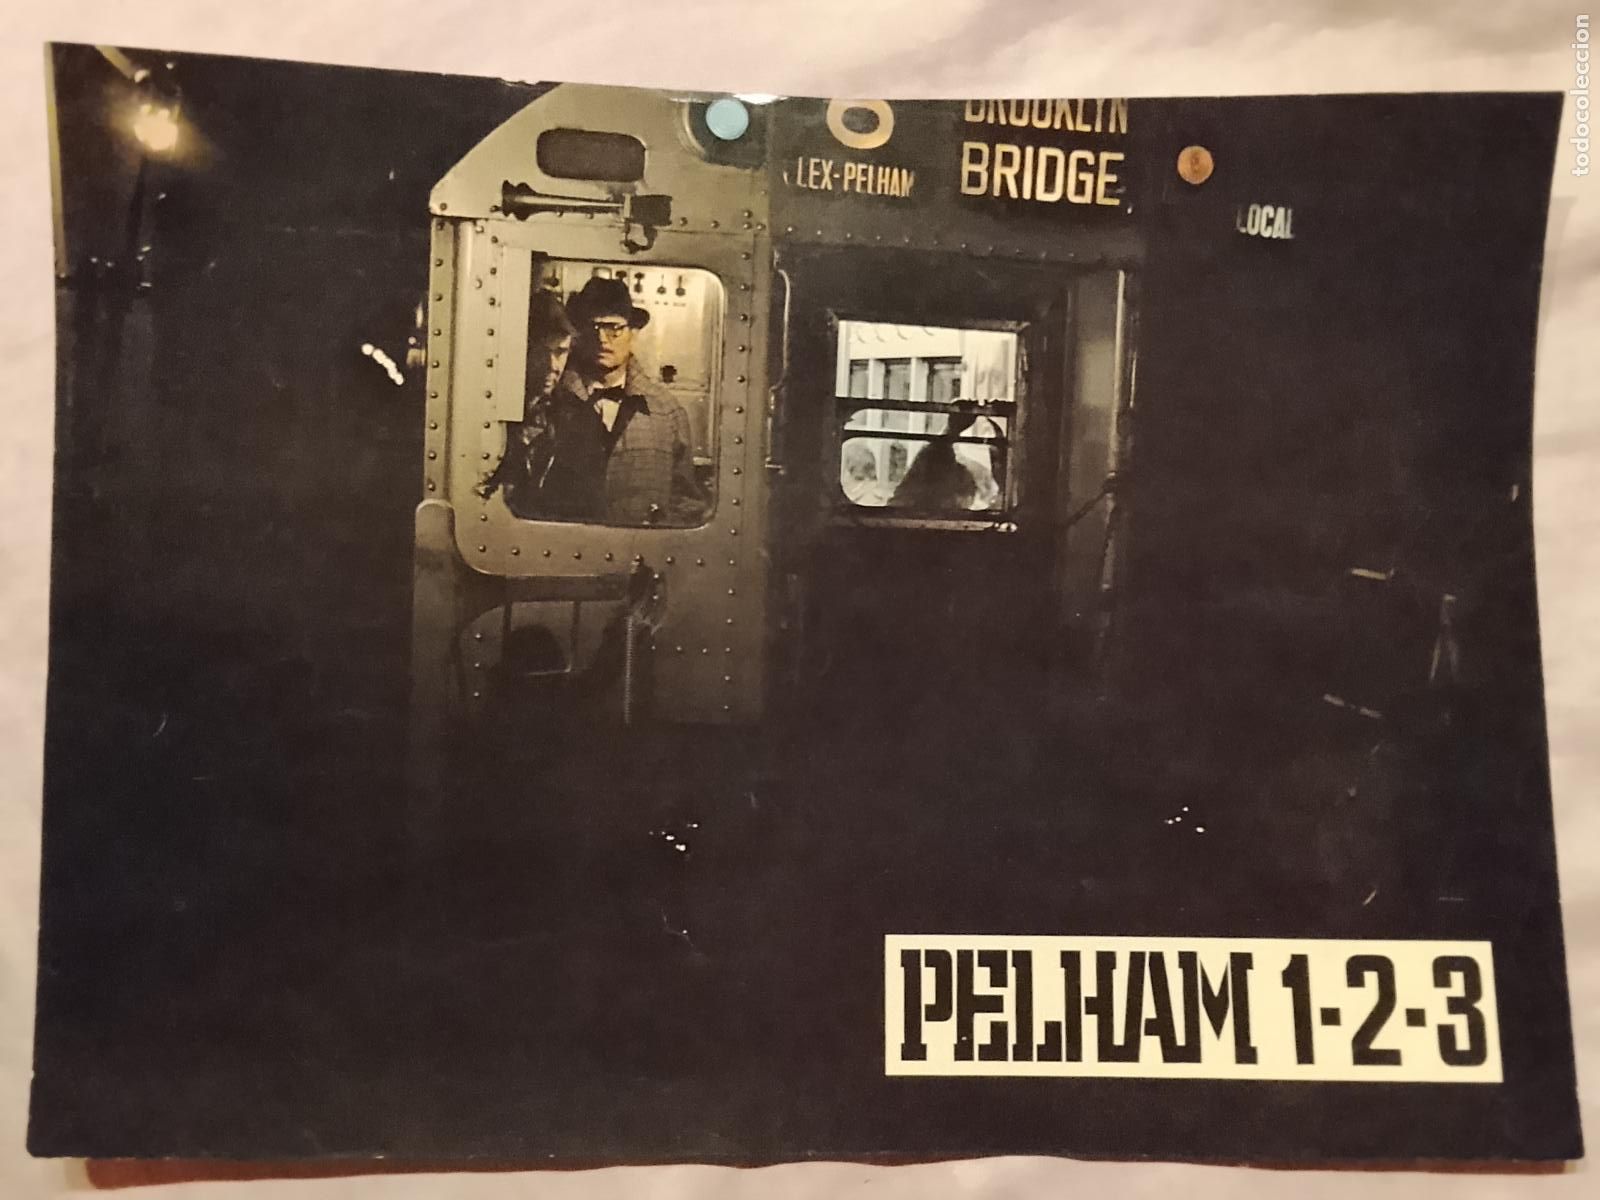 6
BROOKLYN
LEX-PELHAM
BRIDGE
LOCAL
PELHAM 1-2-3
todocoleccion